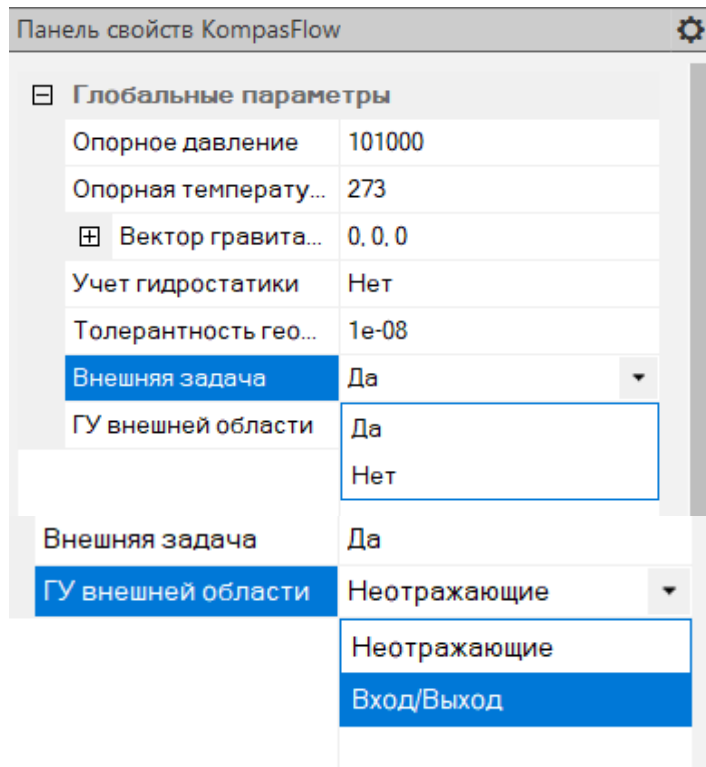 Панель свойств KompasFlow
Глобальные параметры
Опорное давление 101000
Опорная температу... 273
Вектор гравита... 0, 0, 0
Учет гидростатики Нет
Толерантность гео... 1e-08
Внешняя задача Да
ГУ внешней области Да
Нет
Внешняя задача Да
ГУ внешней области Неотражающие
Неотражающие
Вход/Выход